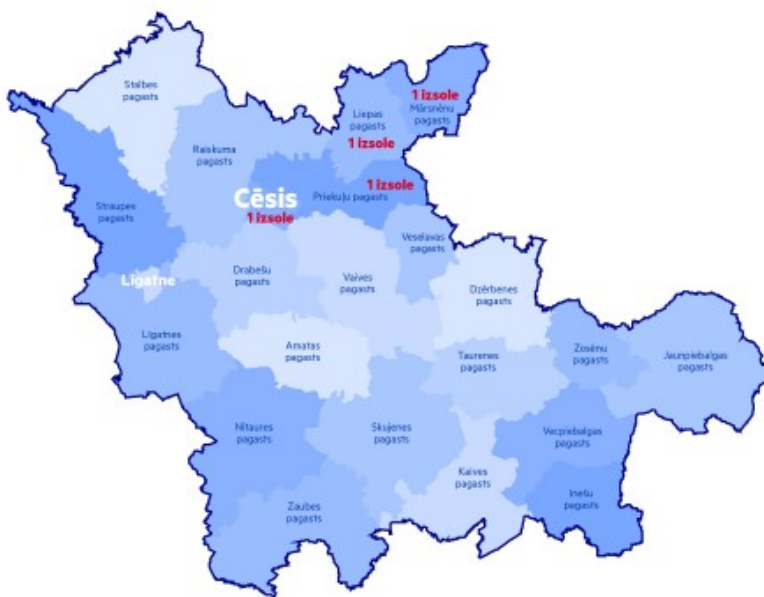 Stalbes
pagasts
1 izsole
Mārsnēnu
pagasts
Liepas
pagasts
1 izsole
Raiskuma
pagasts
1 izsole
Priekuļu pagasts
Cēsis
1 izsole
Straupes
pagasts
Veselavas
pagasts
Līgatne
Drabešu
pagasts
Vaives
pagasts
Dzērbenes
pagasts
Līgatnes
pagasts
Amatas
pagasts
Taurenes
pagasts
Zosēnu
pagasts
Jaunpiebalgas
pagasts
Nītaures
pagasts
Skujenes
pagasts
Vecpiebalgas
pagasts
Kaives
pagasts
Inešu
pagasts
Zaubes
pagasts